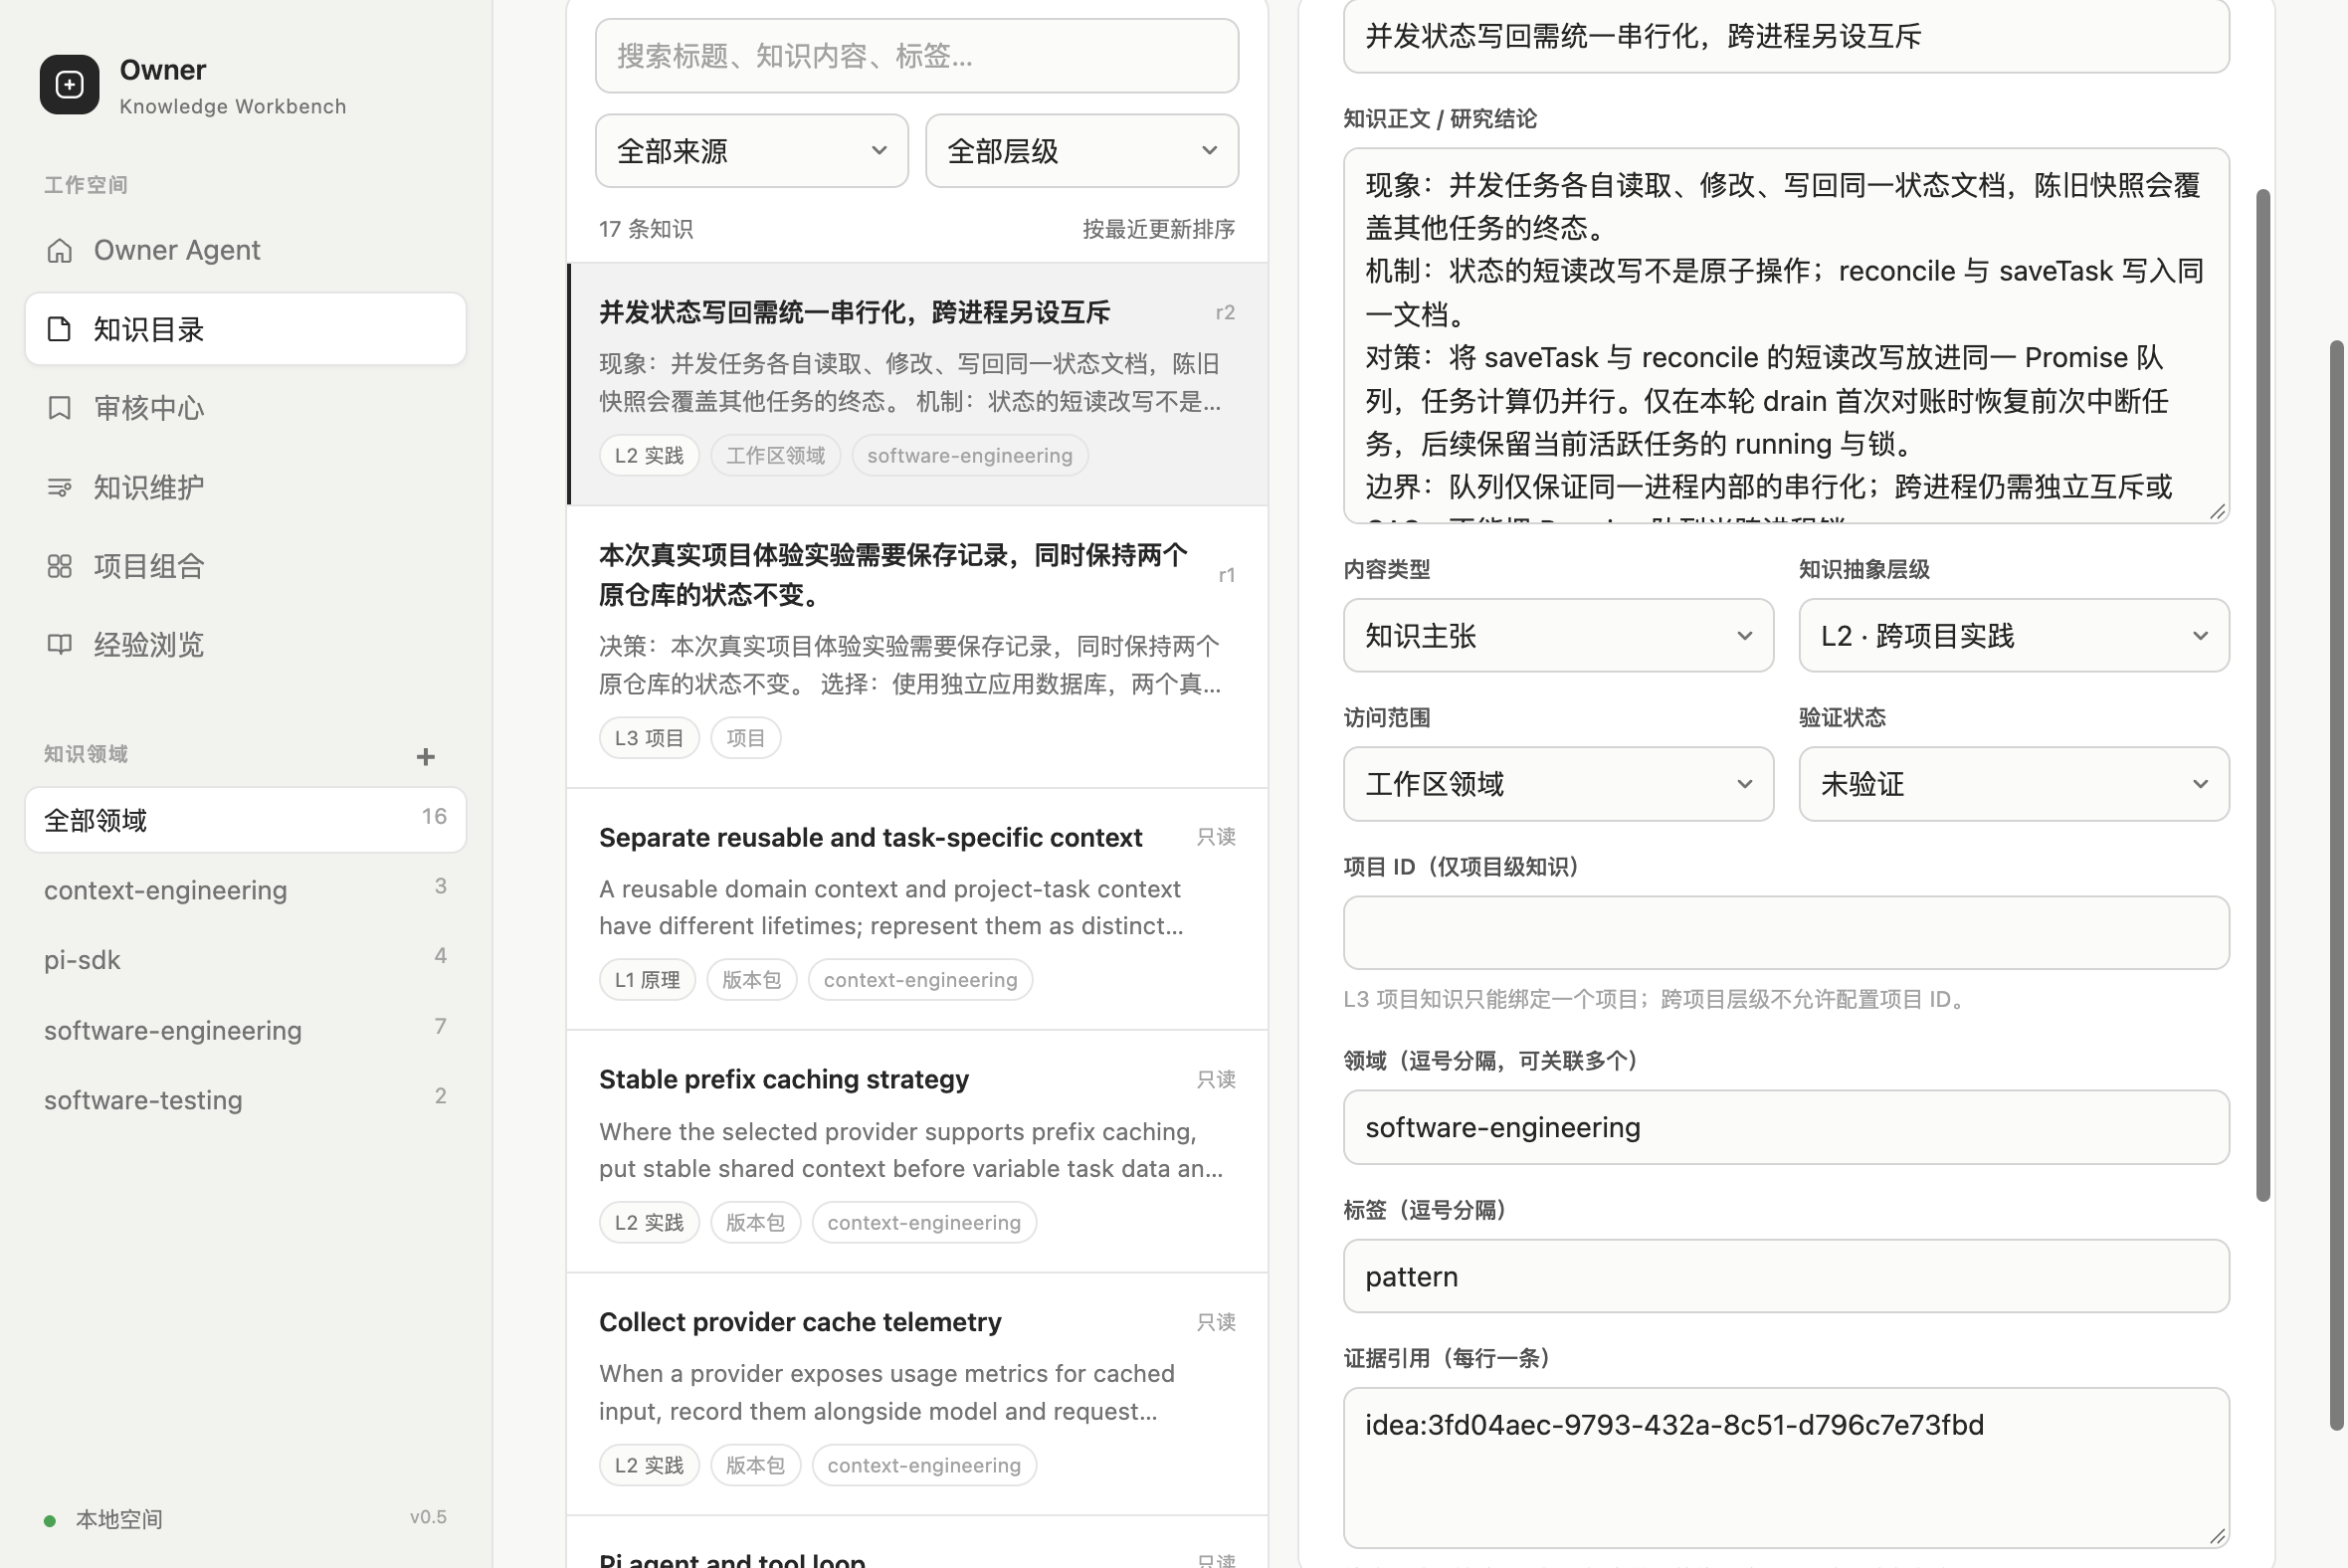 Owner
Knowledge Workbench
工作空间
Owner Agent
知识目录
审核中心
知识维护
项目组合
经验浏览
知识领域
+
全部领域 16
context-engineering 3
pi-sdk 4
software-engineering 7
software-testing 2
本地空间 v0.5
搜索标题、知识内容、标签...
全部来源
全部层级
17 条知识 按最近更新排序
并发状态写回需统一串行化，跨进程另设互斥 r2
现象：并发任务各自读取、修改、写回同一状态文档，陈旧
快照会覆盖其他任务的终态。 机制：状态的短读改写不是...
L2 实践 工作区领域 software-engineering
本次真实项目体验实验需要保存记录，同时保持两个
原仓库的状态不变。 r1
决策：本次真实项目体验实验需要保存记录，同时保持两个
原仓库的状态不变。 选择：使用独立应用数据库，两个真...
L3 项目 项目
Separate reusable and task-specific context 只读
A reusable domain context and project-task context
have different lifetimes; represent them as distinct...
L1 原理 版本包 context-engineering
Stable prefix caching strategy 只读
Where the selected provider supports prefix caching,
put stable shared context before variable task data an...
L2 实践 版本包 context-engineering
Collect provider cache telemetry 只读
When a provider exposes usage metrics for cached
input, record them alongside model and request...
L2 实践 版本包 context-engineering
Pi agent and tool loop 只读
并发状态写回需统一串行化，跨进程另设互斥
知识正文 / 研究结论
现象：并发任务各自读取、修改、写回同一状态文档，陈旧快照会覆
盖其他任务的终态。
机制：状态的短读改写不是原子操作；reconcile 与 saveTask 写入同
一文档。
对策：将 saveTask 与 reconcile 的短读改写放进同一 Promise 队
列，任务计算仍并行。仅在本轮 drain 首次对账时恢复前次中断任
务，后续保留当前活跃任务的 running 与锁。
边界：队列仅保证同一进程内部的串行化；跨进程仍需独立互斥或
内容类型
知识主张
知识抽象层级
L2 · 跨项目实践
访问范围
工作区领域
验证状态
未验证
项目 ID（仅项目级知识）
L3 项目知识只能绑定一个项目；跨项目层级不允许配置项目 ID。
领域（逗号分隔，可关联多个）
software-engineering
标签（逗号分隔）
pattern
证据引用（每行一条）
idea:3fd04aec-9793-432a-8c51-d796c7e73fbd